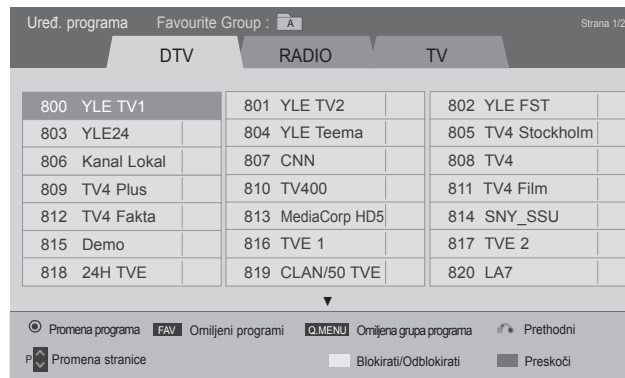 Uređ. programa Favourite Group : A Strana 1/2
DTV RADIO TV
800 YLE TV1 801 YLE TV2 802 YLE FST
803 YLE24 804 YLE Teema 805 TV4 Stockholm
806 Kanal Lokal 807 CNN 808 TV4
809 TV4 Plus 810 TV400 811 TV4 Film
812 TV4 Fakta 813 MediaCorp HD5 814 SNY_SSU
815 Demo 816 TVE 1 817 TVE 2
818 24H TVE 819 CLAN/50 TVE 820 LA7
Promena programa FAV Omiljeni programi Q.MENU Omiljena grupa programa Prethodni
P Promena stranice Blokirati/Odblokirati Preskoči